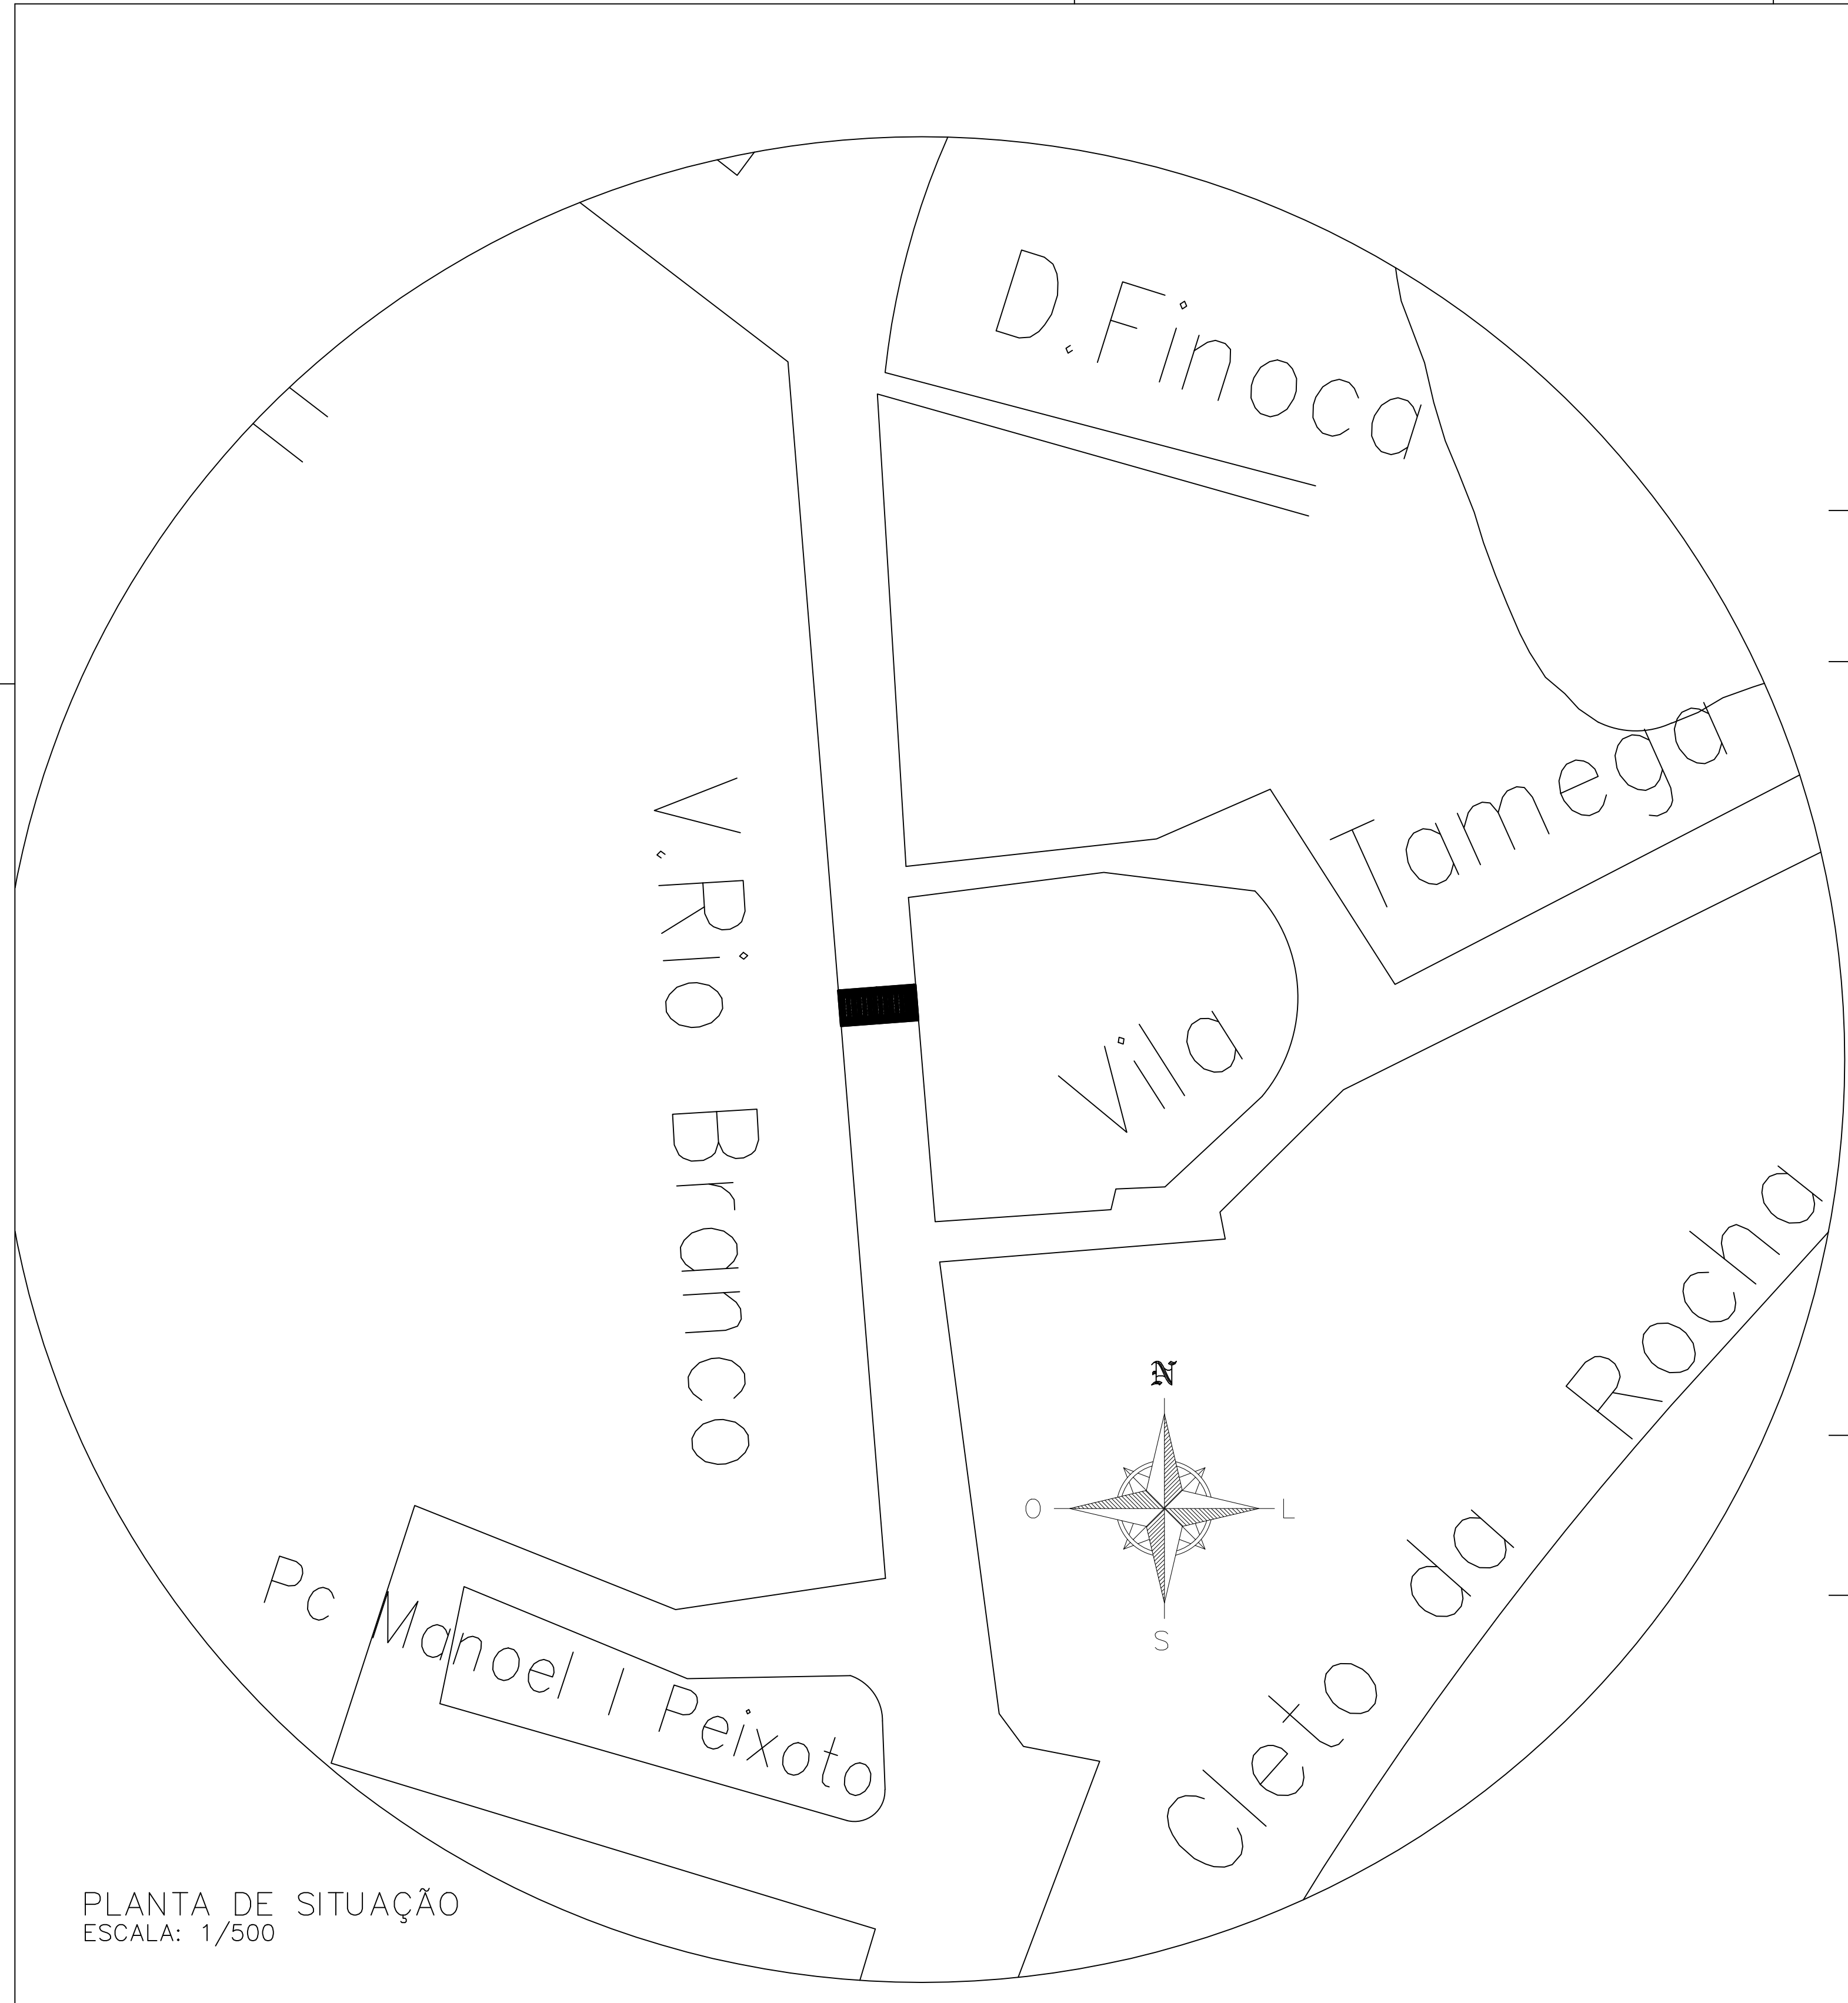 D.Finoca
Tamega
V.Rio Branco
Vila
Cleto da Rocha
N
O
L
S
Pc Manoel I Peixoto
PLANTA DE SITUAÇÃO
ESCALA: 1/500